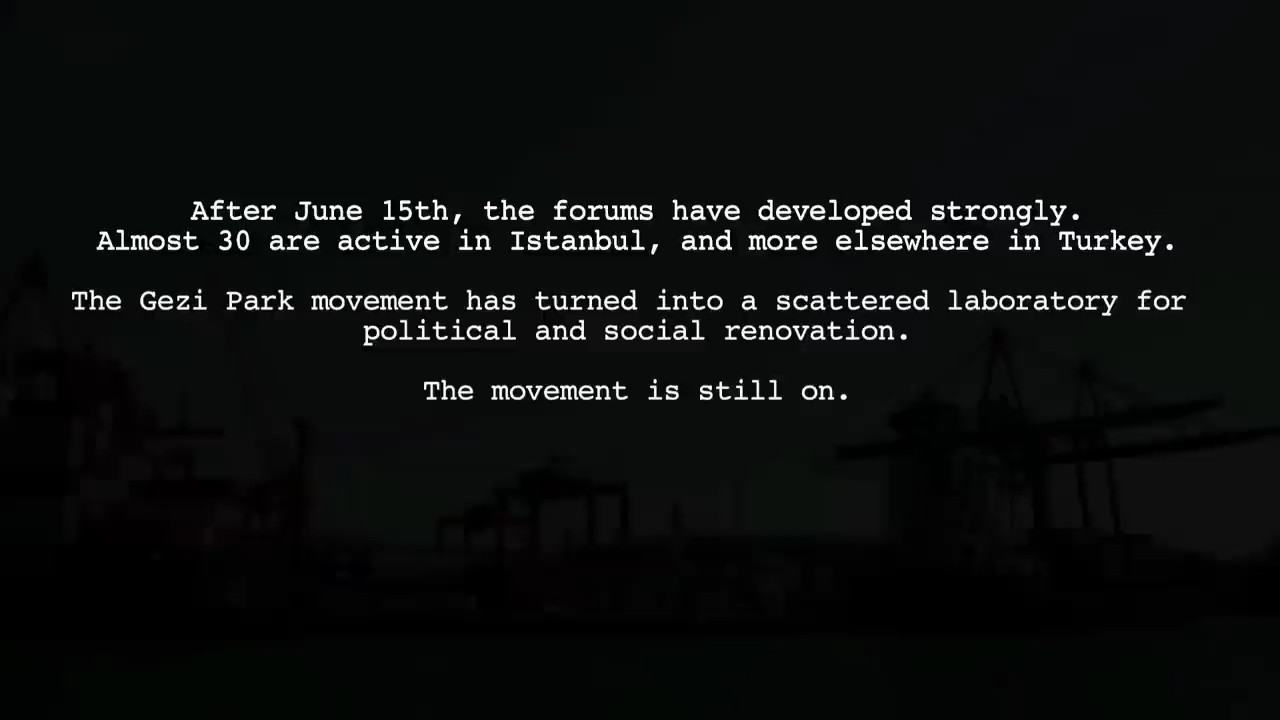 After June 15th, the forums have developed strongly.
Almost 30 are active in Istanbul, and more elsewhere in Turkey.
The Gezi Park movement has turned into a scattered laboratory for
political and social renovation.
The movement is still on.